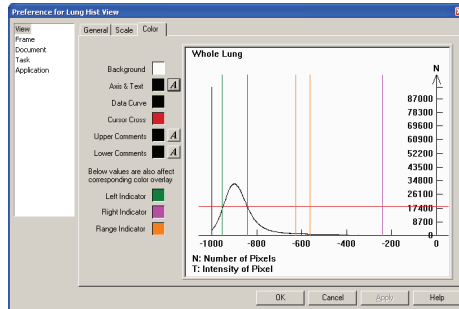 Preference for Lung Hist View
View
Frame
Document
Task
Application
General
Scale
Color
Background
Axis & Text
A
Data Curve
Cursor Cross
Upper Comments
A
Lower Comments
A
Below values are also affect
corresponding color overlay
Left Indicator
Right Indicator
Range Indicator
Whole Lung
N
87000
78300
69600
60900
52200
43500
34800
26100
17400
8700
0
-1000
-800
-600
-400
-200
0
N: Number of Pixels
T: Intensity of Pixel
OK
Cancel
Apply
Help